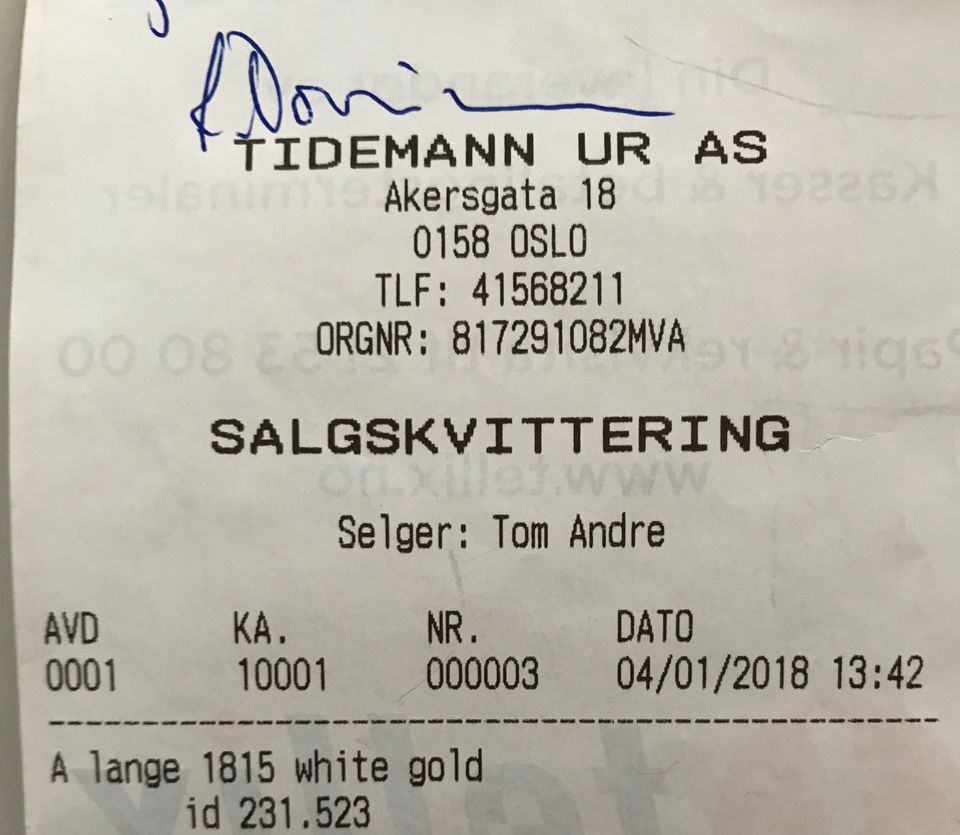 TIDEMANN UR AS
Akersgata 18
0158 OSLO
TLF: 41568211
ORGNR: 817291082MVA
SALGSKVITTERING
Selger: Tom Andre
AVD KA. NR. DATO
0001 10001 000003 04/01/2018 13:42
A lange 1815 white gold
id 231.523